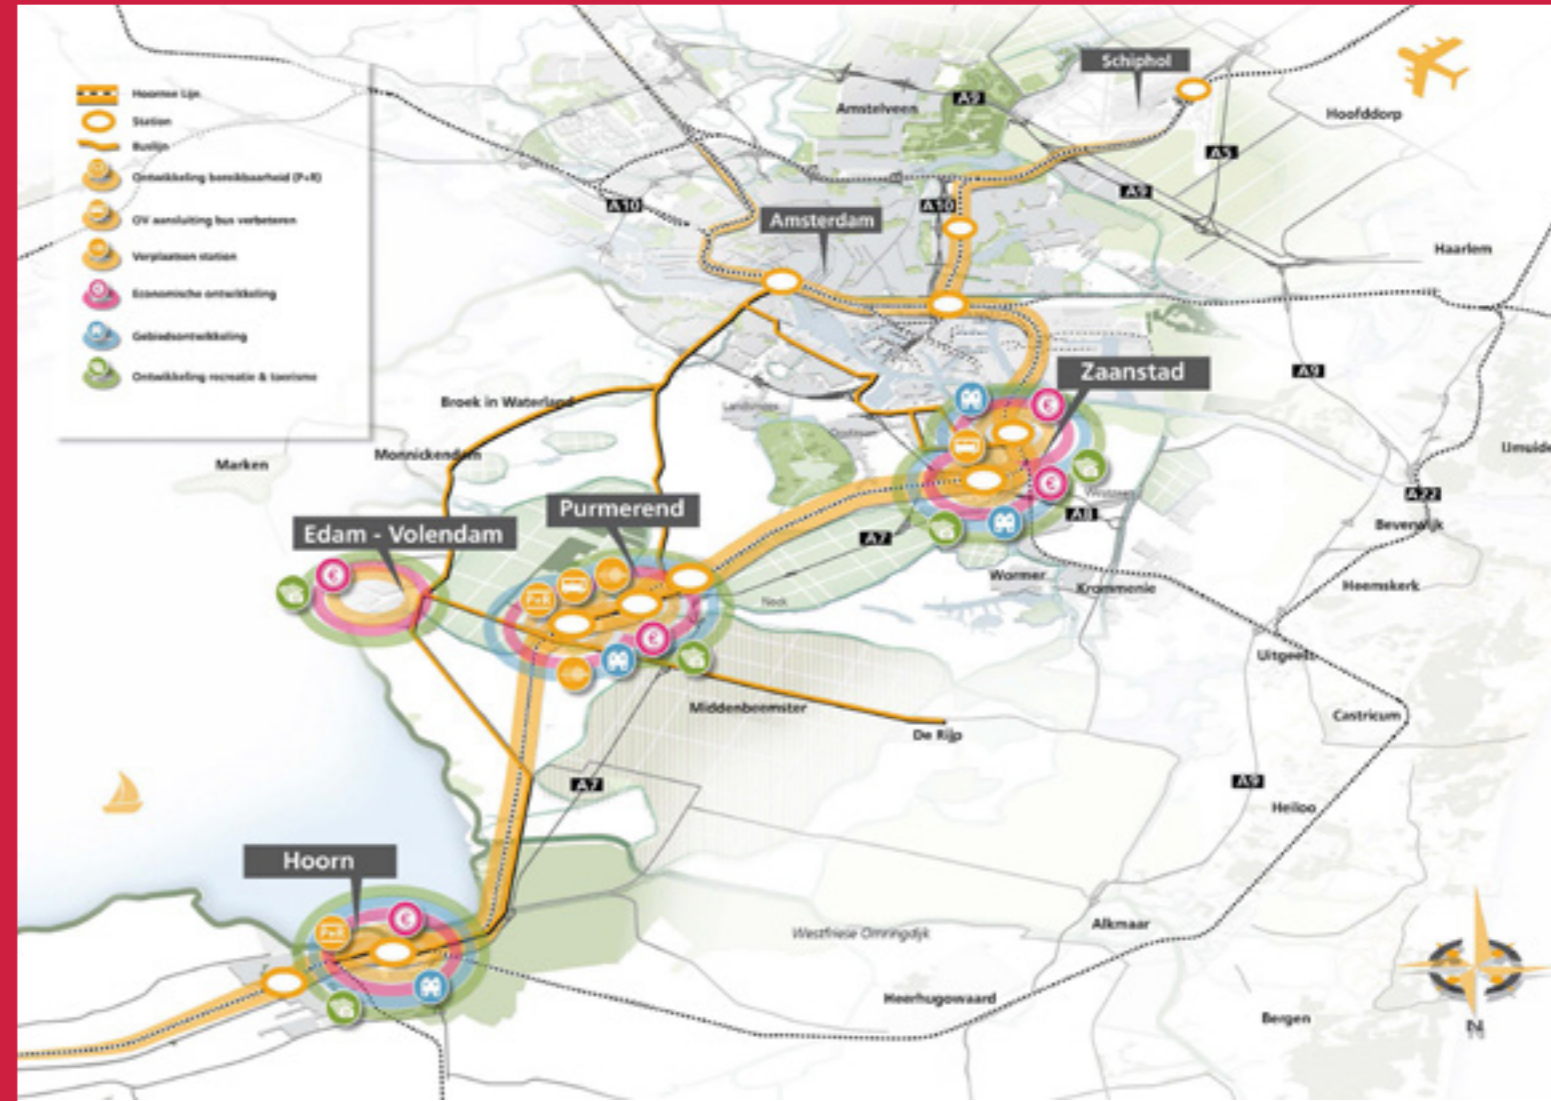 Hoornse Lijn
Station
Buslijn
Ontwikkeling bereikbaarheid (P+R)
OV aansluiting bus verbeteren
Verplaatsen station
Economische ontwikkeling
Gebiedsontwikkeling
Ontwikkeling recreatie & toerisme
Schiphol
Amstelveen
A9
Hoofddorp
A5
A9
A10
A10
Amsterdam
Haarlem
A9
Zaanstad
Broek in Waterland
Landsmeer
Monnickendam
Marken
IJmuide
A22
Beverwijk
Purmerend
Edam - Volendam
A8
A7
Wormer
Krommenie
Heemskerk
Neck
P+R
Uitgeest
Middenbeemster
De Rijp
Castricum
A7
A9
Heiloo
Hoorn
P+R
Alkmaar
Westfriese Omringdijk
Heerhugowaard
Bergen
N